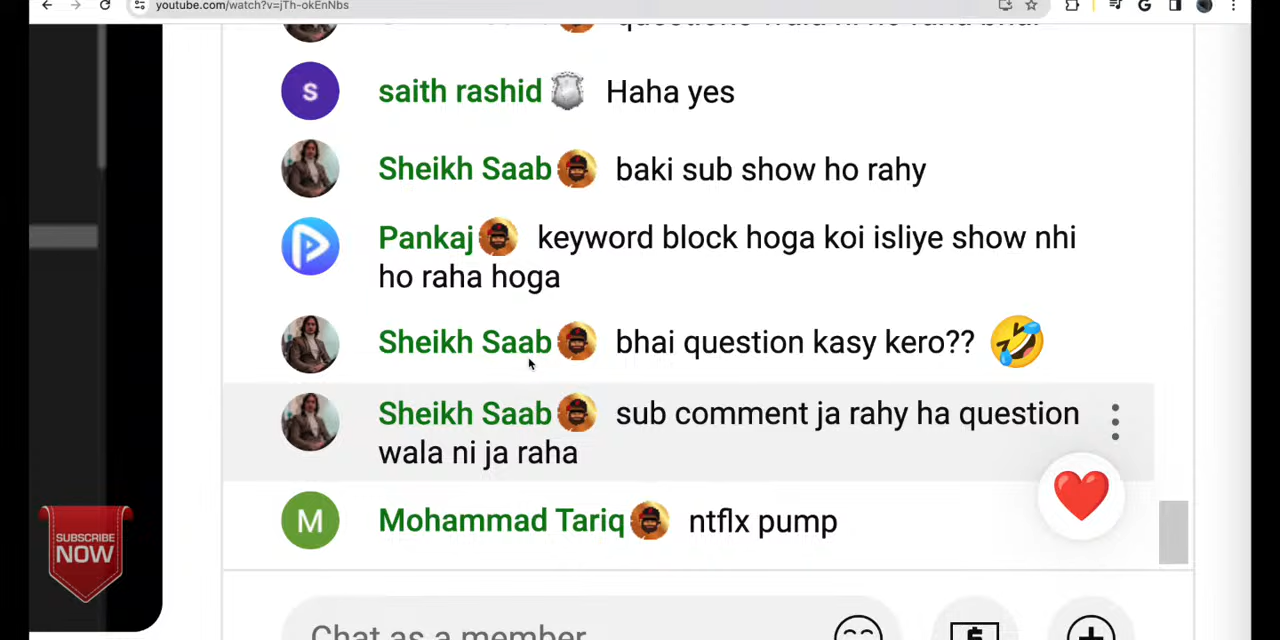 youtube.com/watch?v=jTh-okEnNbs
S saith rashid Haha yes
Sheikh Saab baki sub show ho rahy
Pankaj keyword block hoga koi isliye show nhi
ho raha hoga
Sheikh Saab bhai question kasy kero??
Sheikh Saab sub comment ja rahy ha question
wala ni ja raha
M Mohammad Tariq ntflx pump
SUBSCRIBE
NOW
Chat as a member